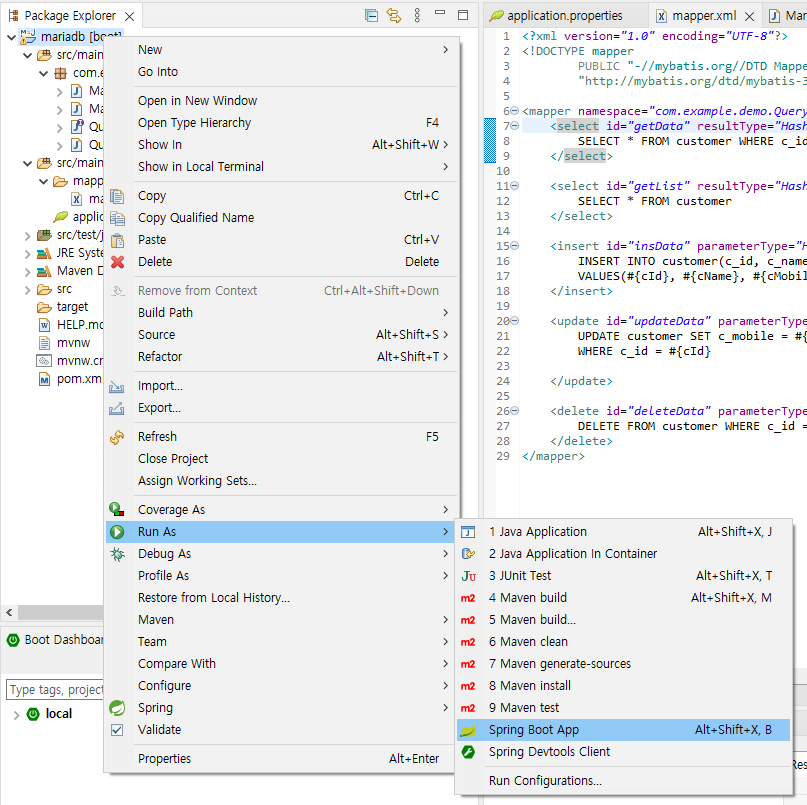 Package Explorer
mariadb [boot]
src/main
com.e
Ma
Ma
Qu
Qu
src/main
mapp
ma
applic
src/test/j
JRE Syste
Maven D
src
target
HELP.md
mvnw
mvnw.cm
pom.xml
Boot Dashboar
Type tags, project
local
New
Go Into
Open in New Window
Open Type Hierarchy F4
Show In Alt+Shift+W
Show in Local Terminal
Copy Ctrl+C
Copy Qualified Name
Paste Ctrl+V
Delete Delete
Remove from Context Ctrl+Alt+Shift+Down
Build Path
Source Alt+Shift+S
Refactor Alt+Shift+T
Import...
Export...
Refresh F5
Close Project
Assign Working Sets...
Coverage As
Run As
Debug As
Profile As
Restore from Local History...
Maven
Team
Compare With
Configure
Spring
Validate
Properties Alt+Enter
1 Java Application Alt+Shift+X, J
2 Java Application In Container
3 JUnit Test Alt+Shift+X, T
4 Maven build Alt+Shift+X, M
5 Maven build...
6 Maven clean
7 Maven generate-sources
8 Maven install
9 Maven test
Spring Boot App Alt+Shift+X, B
Spring Devtools Client
Run Configurations...
application.properties mapper.xml Ma
1 <?xml version="1.0" encoding="UTF-8"?>
2 <!DOCTYPE mapper
3 PUBLIC "-//mybatis.org//DTD Mappe
4 "http://mybatis.org/dtd/mybatis-3
5
6 <mapper namespace="com.example.demo.Query
7 <select id="getData" resultType="Hash
8 SELECT * FROM customer WHERE c_id
9 </select>
10
11 <select id="getList" resultType="Hash
12 SELECT * FROM customer
13 </select>
14
15 <insert id="insData" parameterType="H
16 INSERT INTO customer(c_id, c_name
17 VALUES(#{cId}, #{cName}, #{cMobil
18 </insert>
19
20 <update id="updateData" parameterType
21 UPDATE customer SET c_mobile = #{
22 WHERE c_id = #{cId}
23
24 </update>
25
26 <delete id="deleteData" parameterType
27 DELETE FROM customer WHERE c_id =
28 </delete>
29 </mapper>
Res